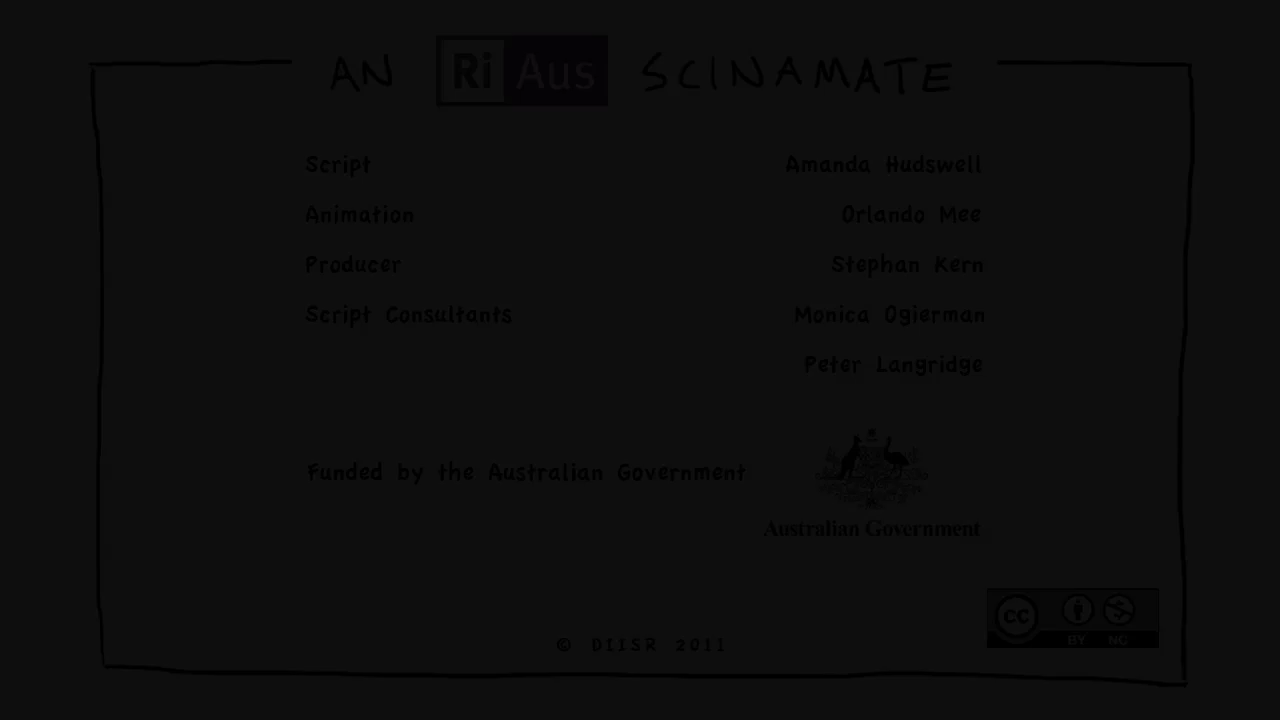 AN RiAus SCINAMATE
Script Amanda Hudswell
Animation Orlando Mee
Producer Stephan Kern
Script Consultants Monica Ogierman
Peter Langridge
Funded by the Australian Government
Australian Government
© DIISR 2011
CC BY NC